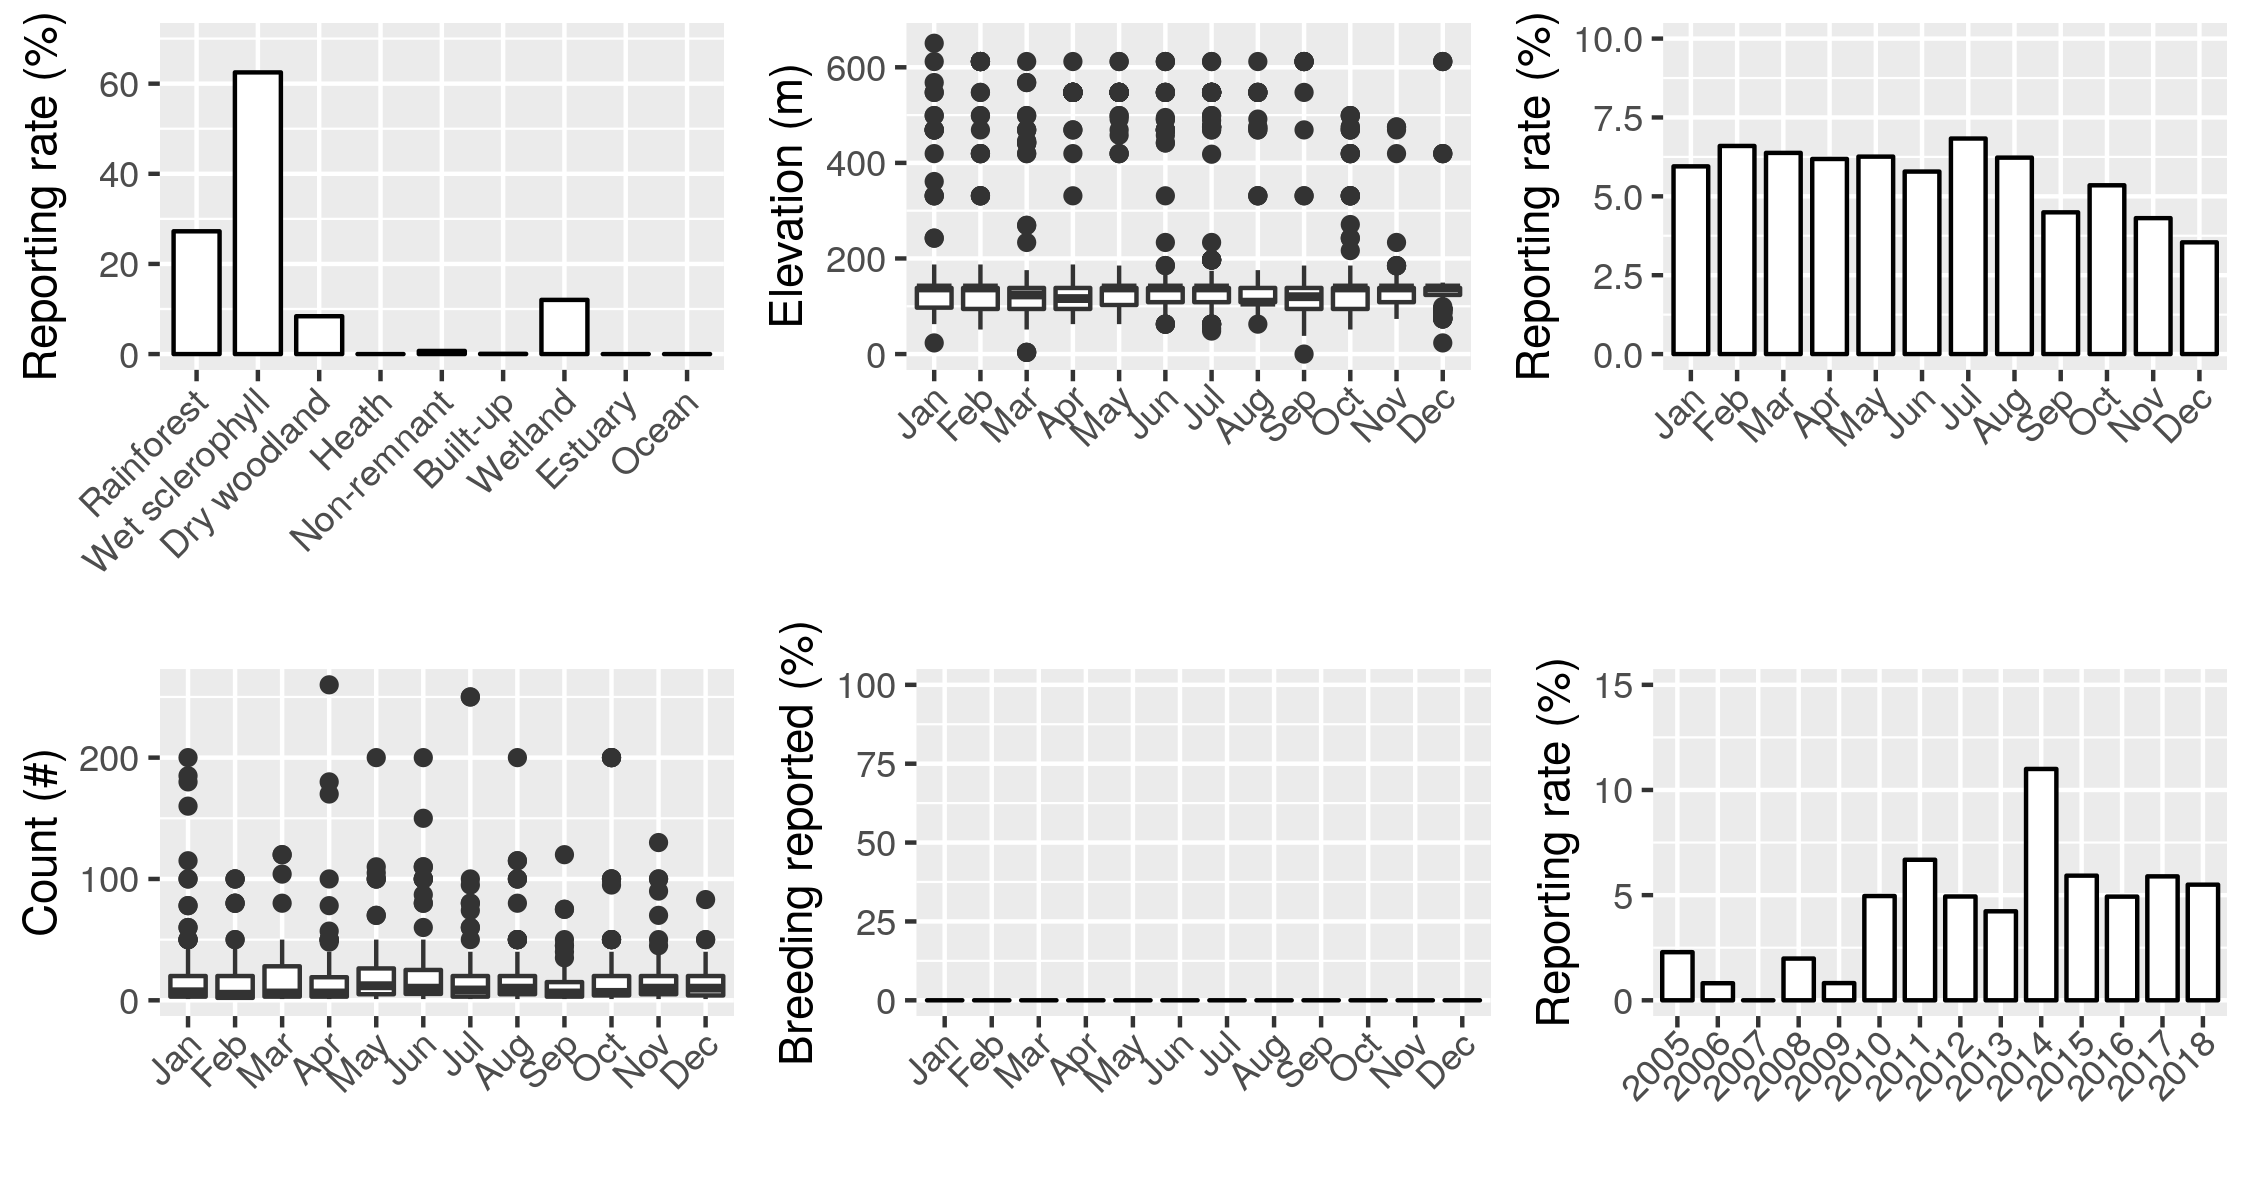 Reporting rate (%)
60
40
20
0
Rainforest
Wet sclerophyll
Dry woodland
Heath
Non-remnant
Built-up
Wetland
Estuary
Ocean
Elevation (m)
600
400
200
0
Jan
Feb
Mar
Apr
May
Jun
Jul
Aug
Sep
Oct
Nov
Dec
Reporting rate (%)
10.0
7.5
5.0
2.5
0.0
Jan
Feb
Mar
Apr
May
Jun
Jul
Aug
Sep
Oct
Nov
Dec
Count (#)
200
100
0
Jan
Feb
Mar
Apr
May
Jun
Jul
Aug
Sep
Oct
Nov
Dec
Breeding reported (%)
100
75
50
25
0
Jan
Feb
Mar
Apr
May
Jun
Jul
Aug
Sep
Oct
Nov
Dec
Reporting rate (%)
15
10
5
0
2005
2006
2007
2008
2009
2010
2011
2012
2013
2014
2015
2016
2017
2018